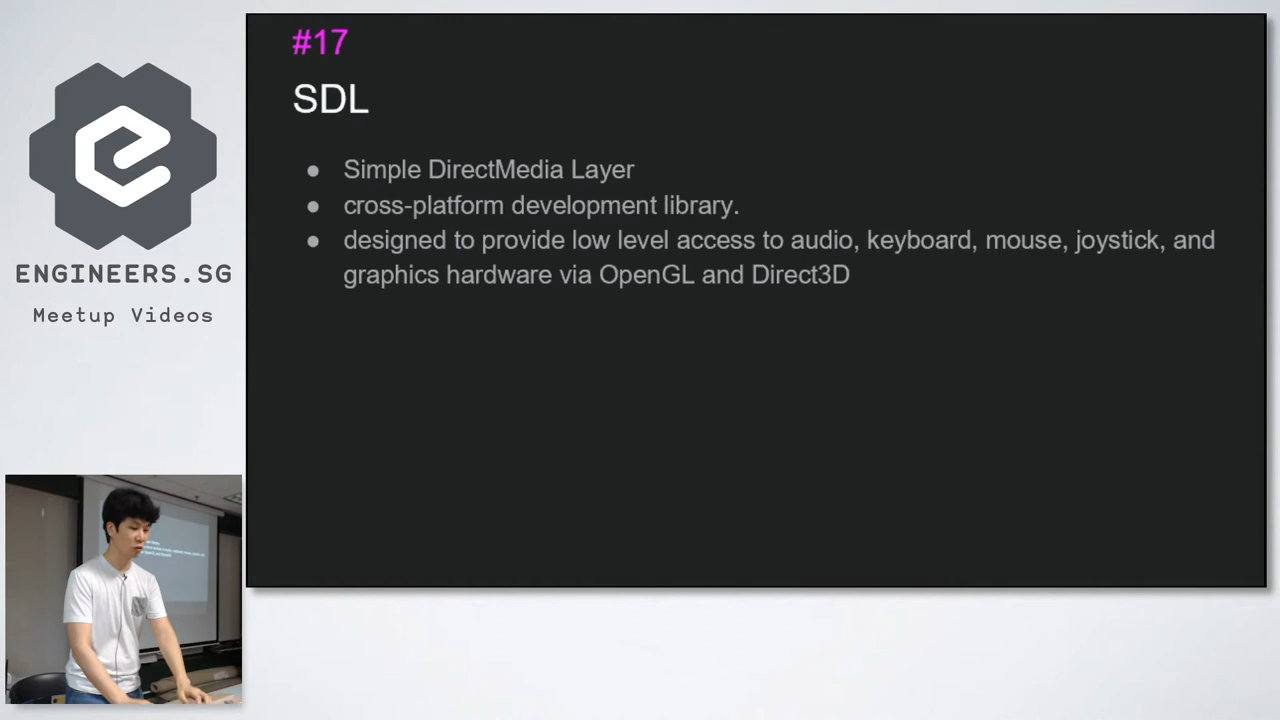 #17
SDL
● Simple DirectMedia Layer
● cross-platform development library.
● designed to provide low level access to audio, keyboard, mouse, joystick, and
graphics hardware via OpenGL and Direct3D
ENGINEERS.SG
Meetup Videos